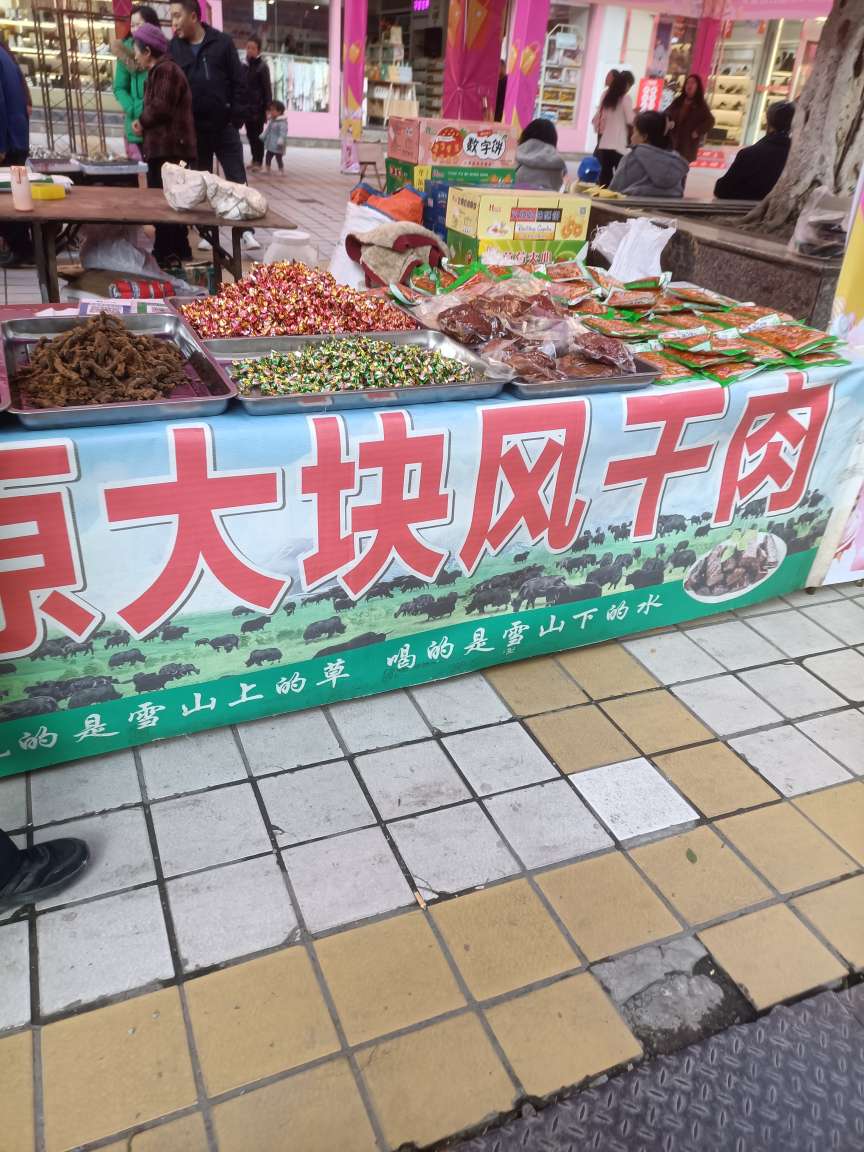 数字饼
原大块风干肉
的是雪山上的草 喝的是雪山下的水